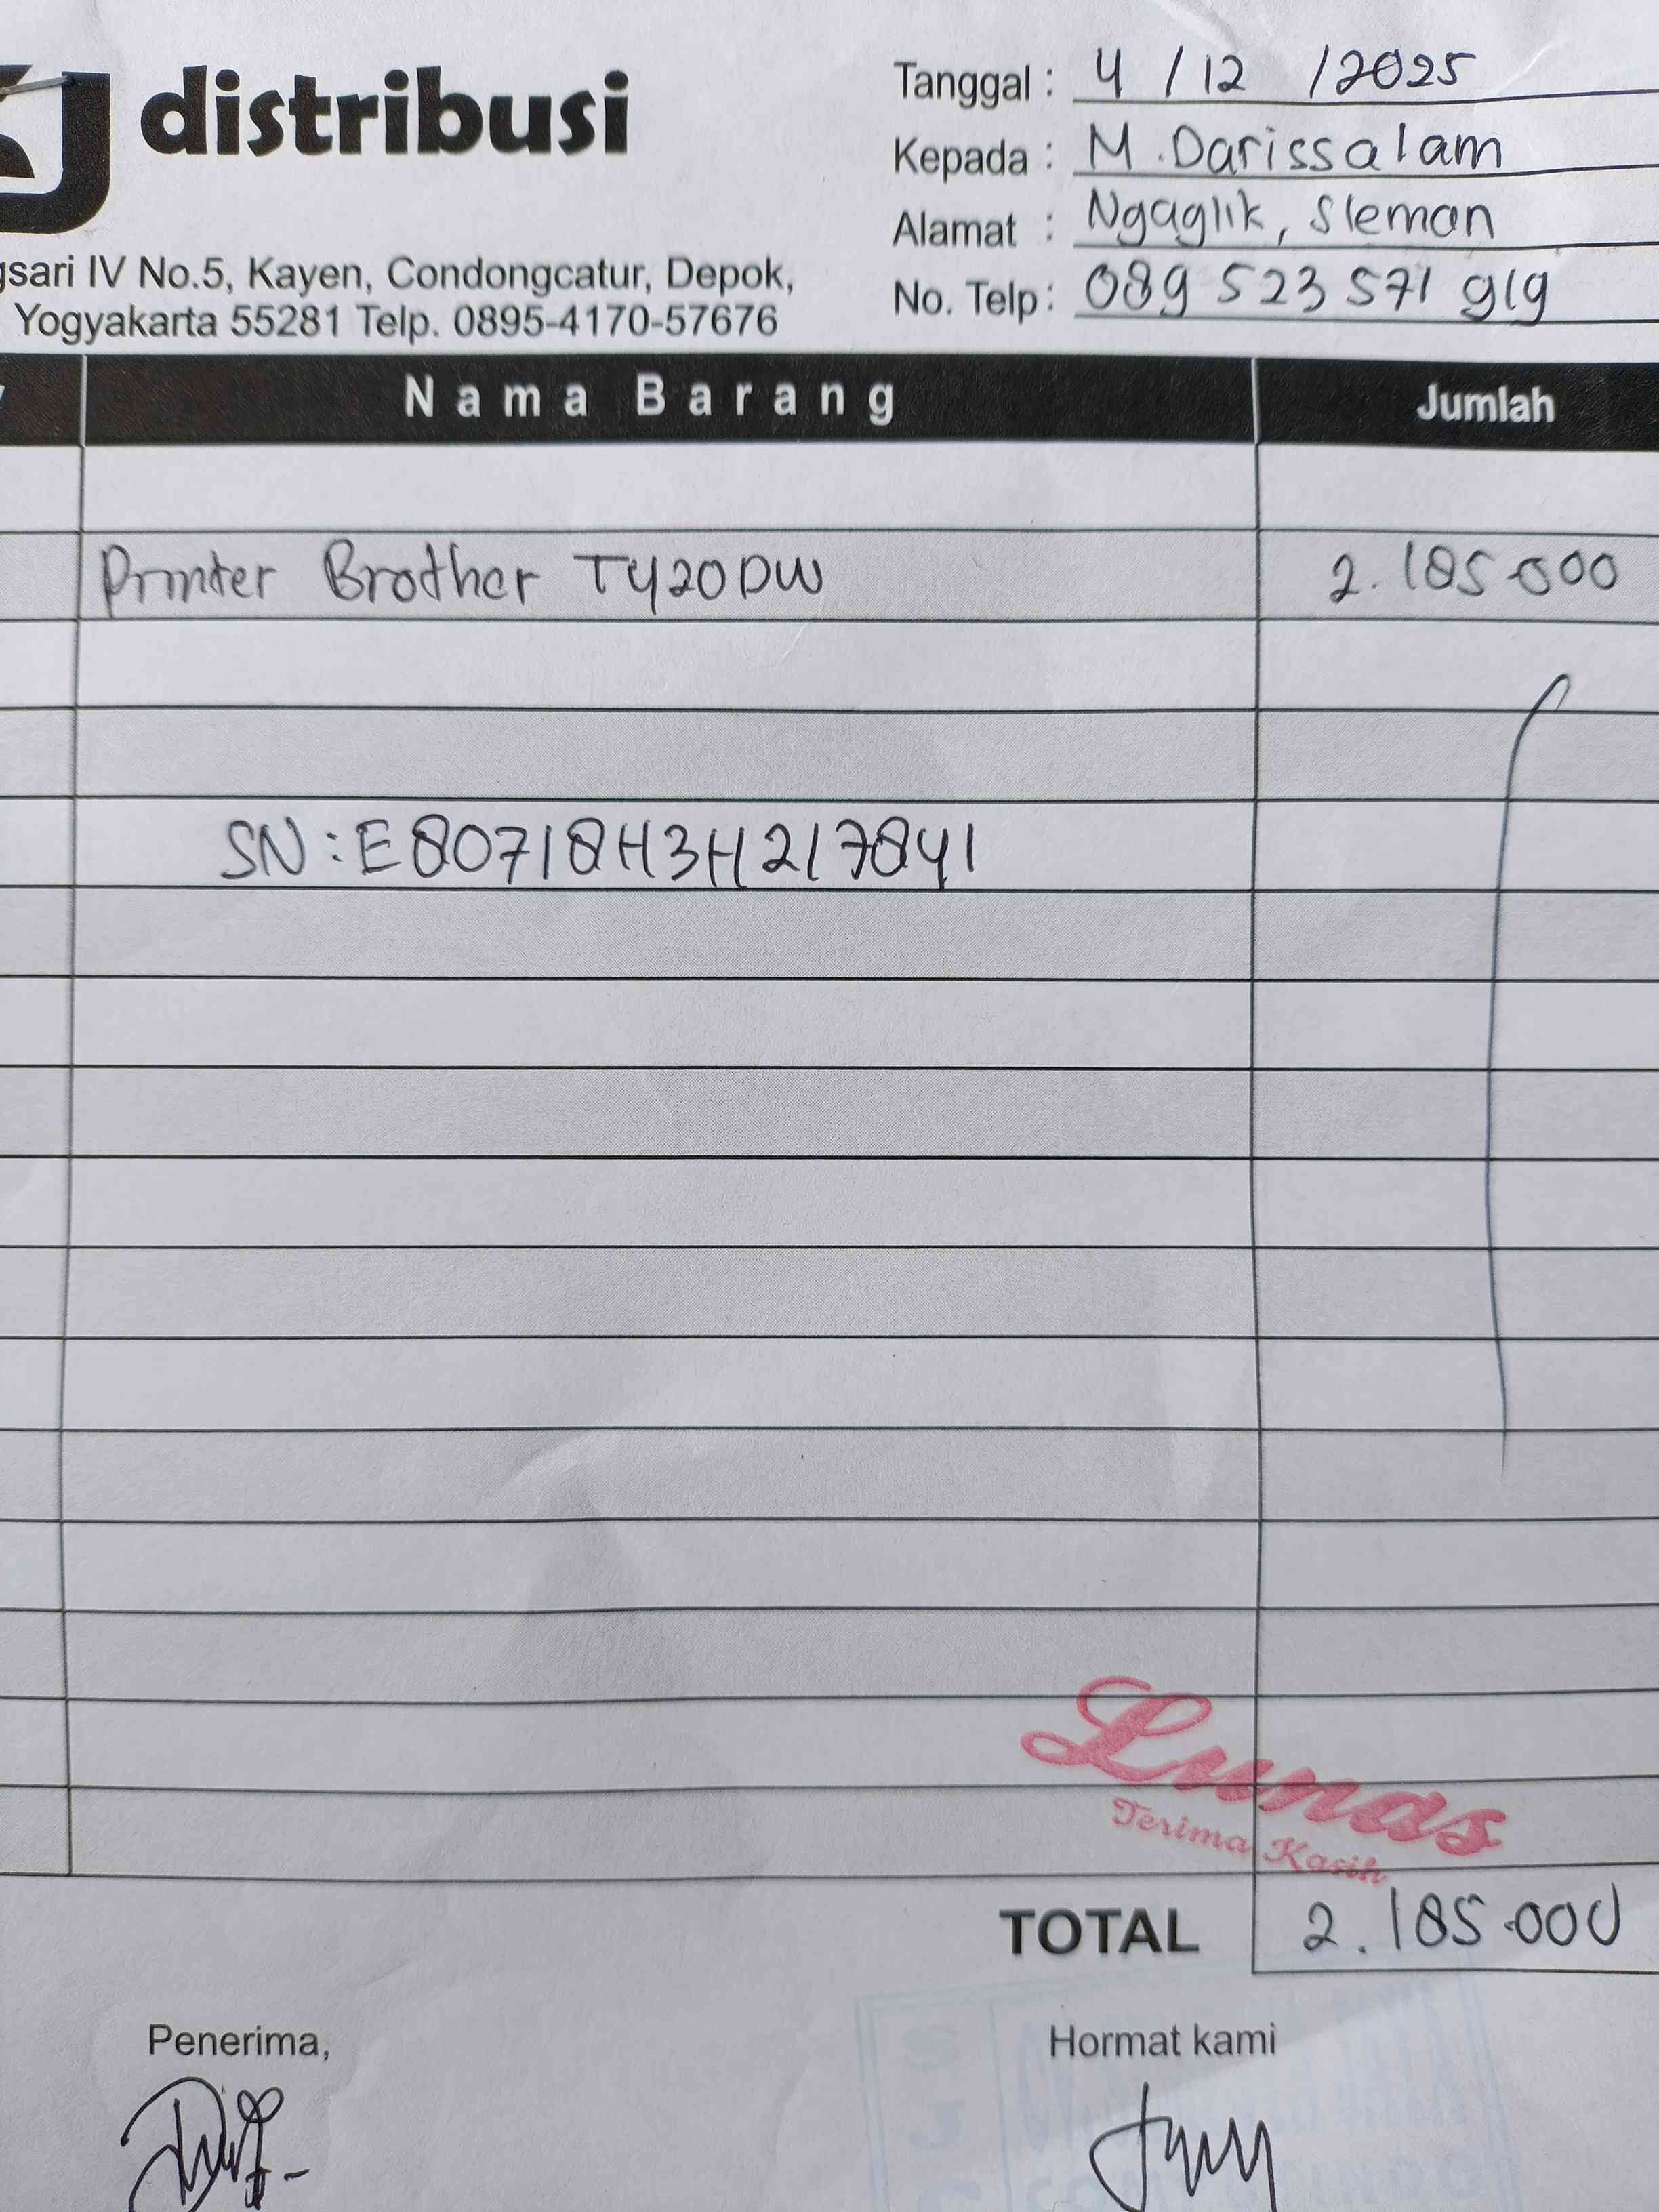 distribusi
Tanggal : 4 / 12 / 2025
Kepada : M. Darissalam
Alamat : Ngaglik, Sleman
No. Telp : 089 523 571 919
gsari IV No.5, Kayen, Condongcatur, Depok,
Yogyakarta 55281 Telp. 0895-4170-57676
Nama Barang Jumlah
Printer Brother T420DW 2.185.000
SN : E80718H3H217841
Lunas
Terima Kasih
TOTAL 2.185.000
Penerima, Hormat kami